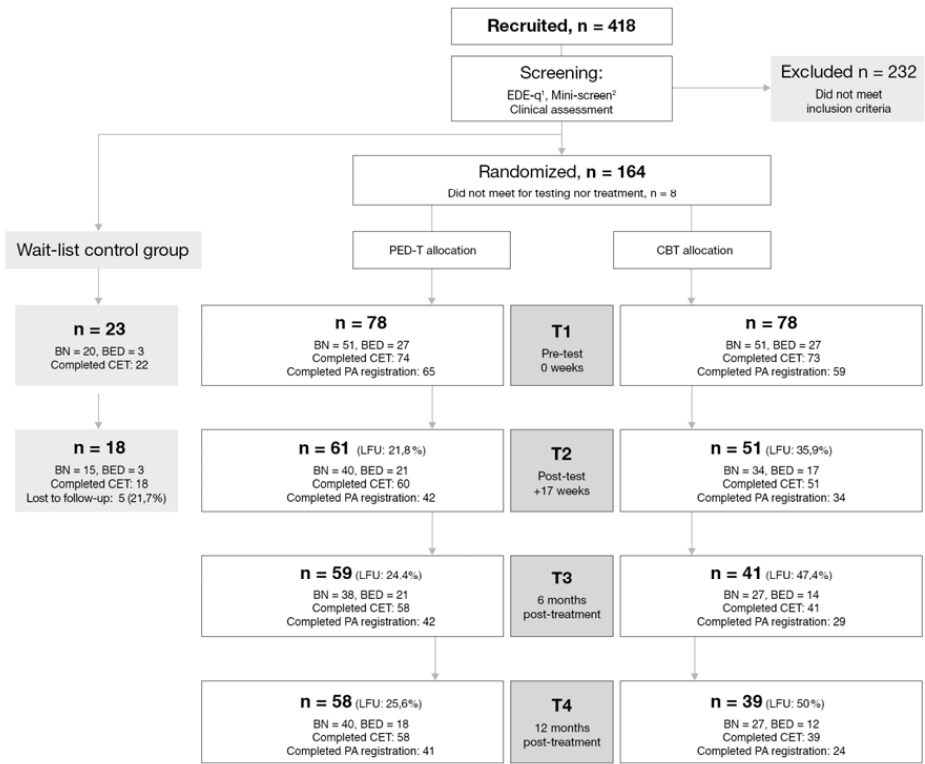 Recruited, n = 418
Screening:
EDE-q¹, Mini-screen²
Clinical assessment
Excluded n = 232
Did not meet
inclusion criteria
Randomized, n = 164
Did not meet for testing nor treatment, n = 8
Wait-list control group
PED-T allocation
CBT allocation
n = 23
BN = 20, BED = 3
Completed CET: 22
n = 78
BN = 51, BED = 27
Completed CET: 74
Completed PA registration: 65
T1
Pre-test
0 weeks
n = 78
BN = 51, BED = 27
Completed CET: 73
Completed PA registration: 59
n = 18
BN = 15, BED = 3
Completed CET: 18
Lost to follow-up: 5 (21,7%)
n = 61 (LFU: 21,8%)
BN = 40, BED = 21
Completed CET: 60
Completed PA registration: 42
T2
Post-test
+17 weeks
n = 51 (LFU: 35,9%)
BN = 34, BED = 17
Completed CET: 51
Completed PA registration: 34
n = 59 (LFU: 24.4%)
BN = 38, BED = 21
Completed CET: 58
Completed PA registration: 42
T3
6 months
post-treatment
n = 41 (LFU: 47,4%)
BN = 27, BED = 14
Completed CET: 41
Completed PA registration: 29
n = 58 (LFU: 25,6%)
BN = 40, BED = 18
Completed CET: 58
Completed PA registration: 41
T4
12 months
post-treatment
n = 39 (LFU: 50%)
BN = 27, BED = 12
Completed CET: 39
Completed PA registration: 24